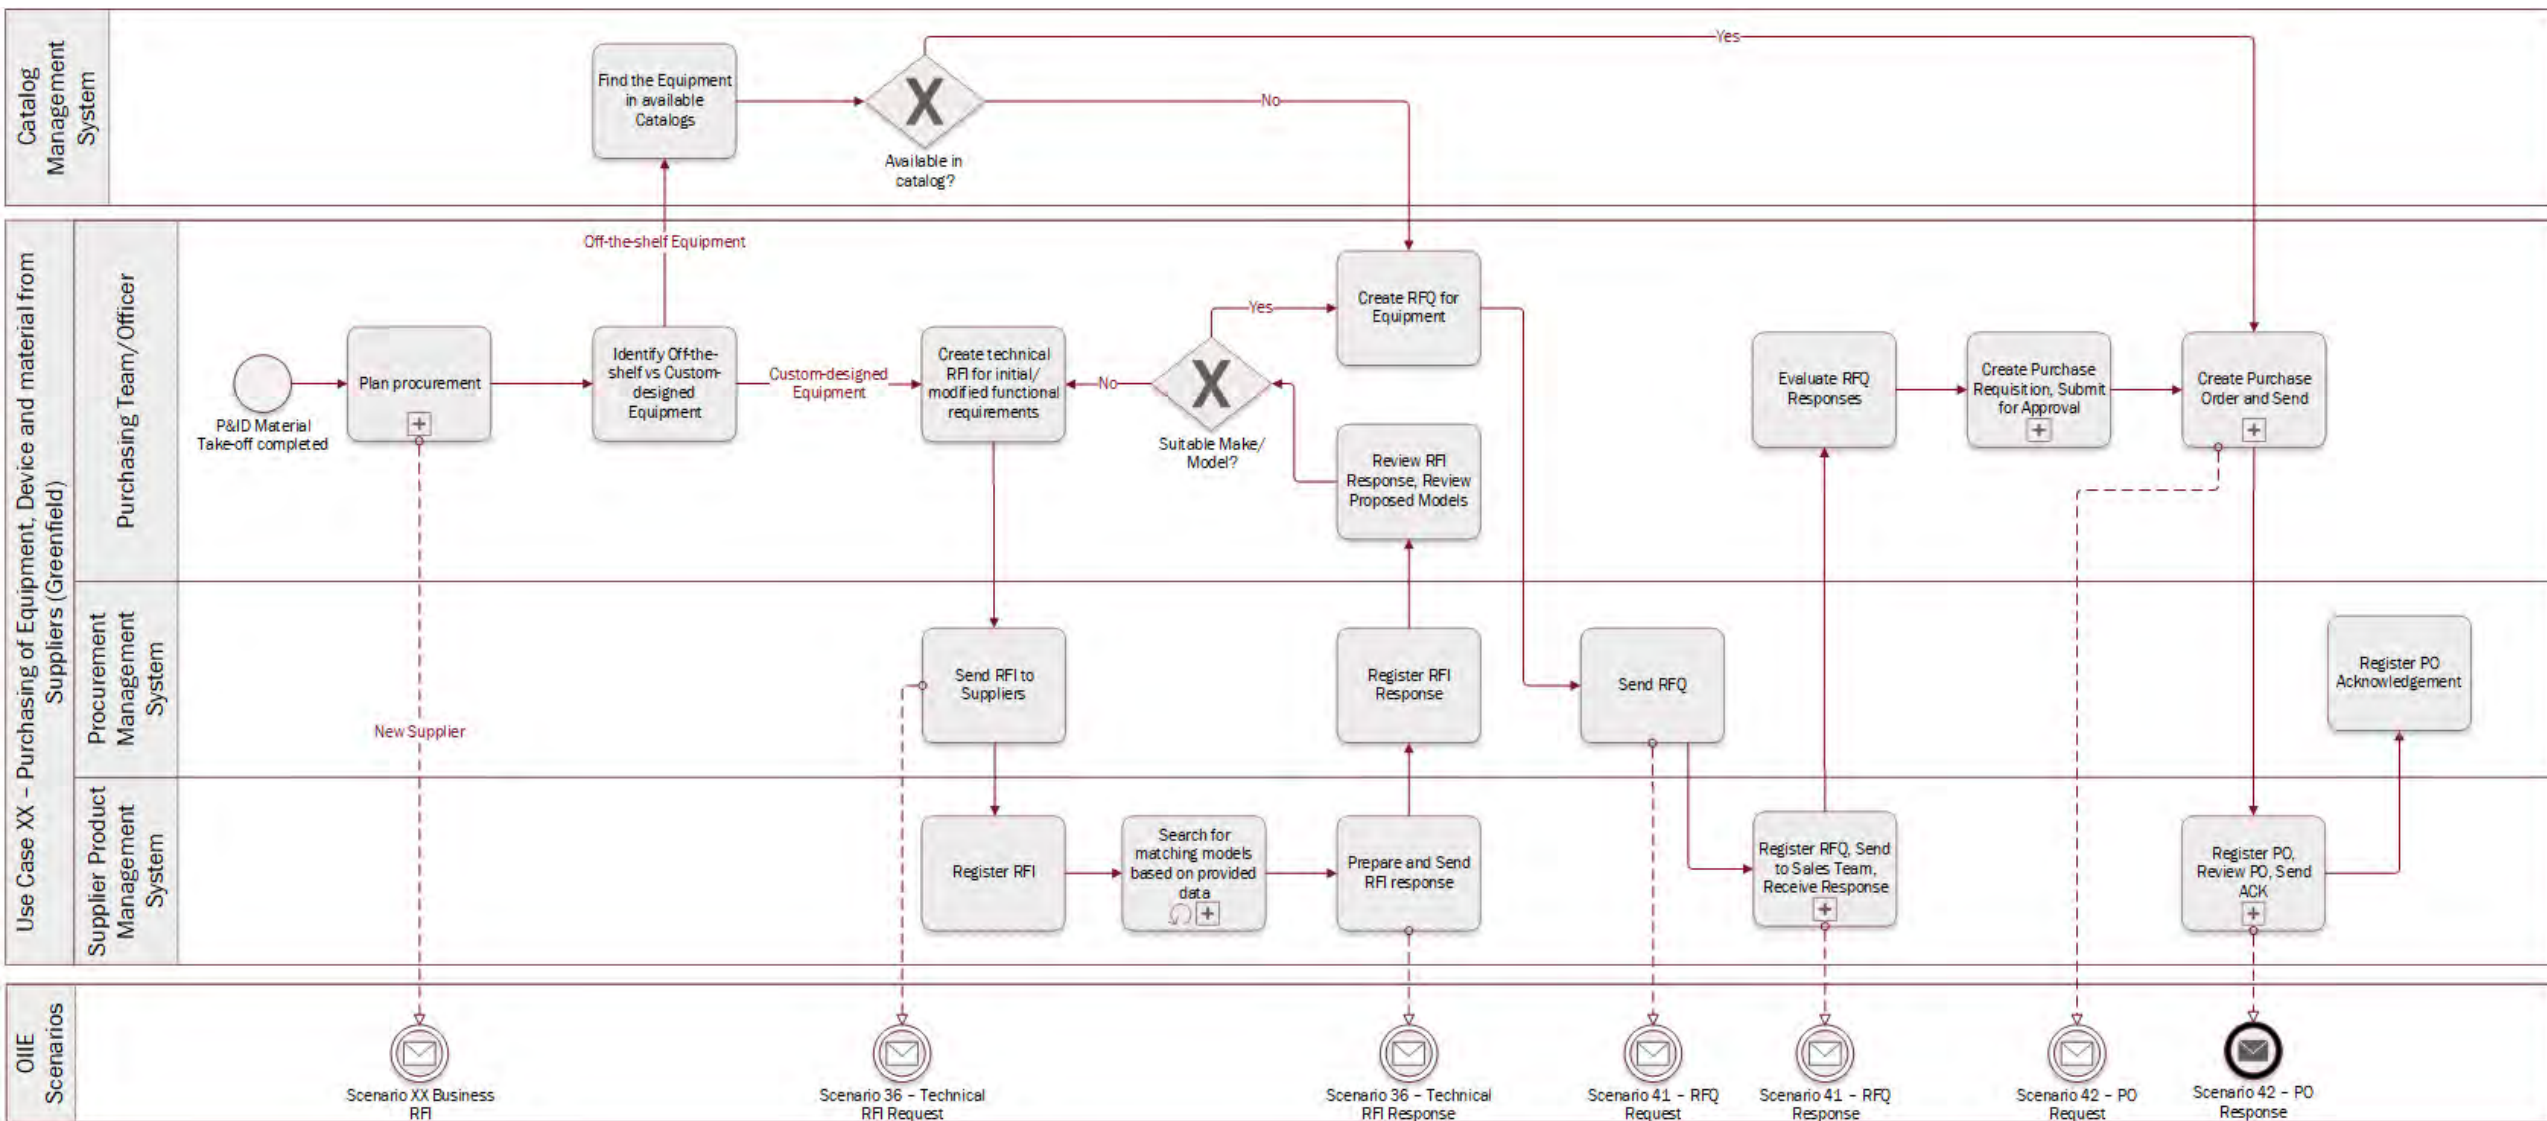 Catalog
Management
System
Find the Equipment
in available
Catalogs
Available in
catalog?
Yes
No
Use Case XX – Purchasing of Equipment, Device and material from
Suppliers (Greenfield)
Purchasing Team/Officer
Off-the-shelf Equipment
P&ID Material
Take-off completed
Plan procurement
Identify Off-the-
shelf vs Custom-
designed
Equipment
Custom-designed
Equipment
Create technical
RFI for initial/
modified functional
requirements
No
Suitable Make/
Model?
Yes
Create RFQ for
Equipment
Review RFI
Response, Review
Proposed Models
Evaluate RFQ
Responses
Create Purchase
Requisition, Submit
for Approval
Create Purchase
Order and Send
Procurement
Management
System
New Supplier
Send RFI to
Suppliers
Register RFI
Response
Send RFQ
Register PO
Acknowledgement
Supplier Product
Management
System
Register RFI
Search for
matching models
based on provided
data
Prepare and Send
RFI response
Register RFQ, Send
to Sales Team,
Receive Response
Register PO,
Review PO, Send
ACK
OIIE
Scenarios
Scenario XX Business
RFI
Scenario 36 – Technical
RFI Request
Scenario 36 – Technical
RFI Response
Scenario 41 – RFQ
Request
Scenario 41 – RFQ
Response
Scenario 42 – PO
Request
Scenario 42 – PO
Response